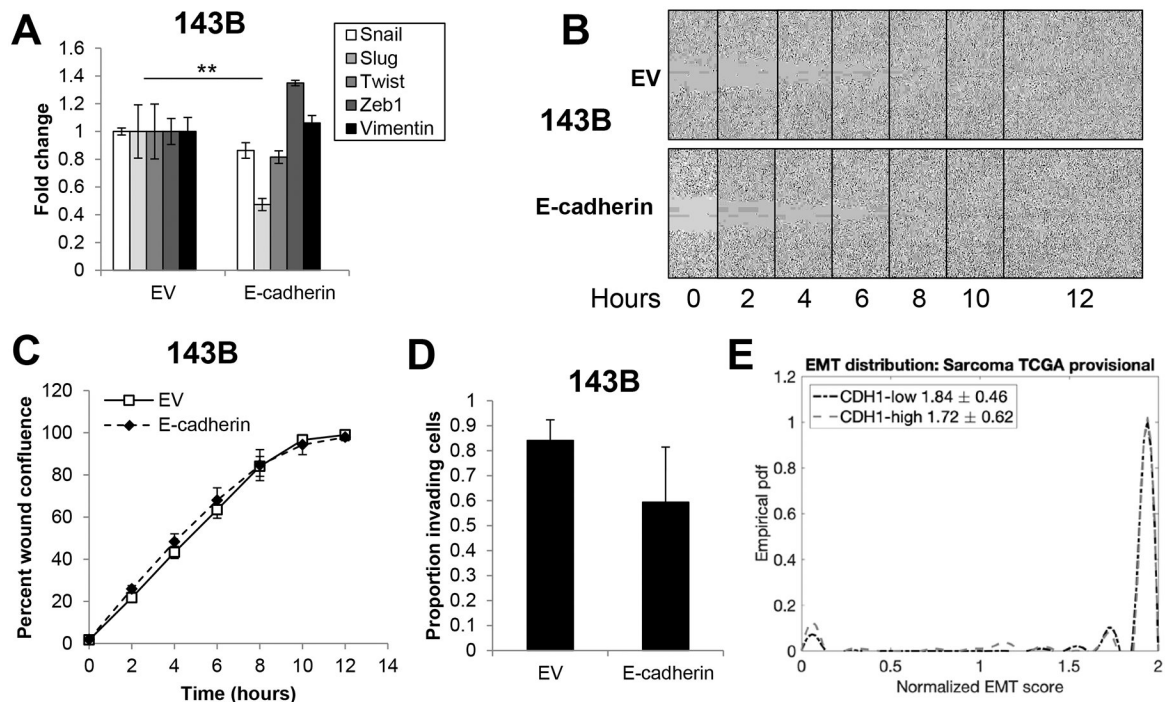 A
143B
Snail
Slug
Twist
Zeb1
Vimentin
**
Fold change
1.6
1.4
1.2
1.0
0.8
0.6
0.4
0.2
0
EV
E-cadherin
B
EV
143B
E-cadherin
Hours 0 2 4 6 8 10 12
C
143B
EV
E-cadherin
Percent wound confluence
120
100
80
60
40
20
0
0 2 4 6 8 10 12 14
Time (hours)
D
143B
Proportion invading cells
1
0.9
0.8
0.7
0.6
0.5
0.4
0.3
0.2
0.1
0
EV
E-cadherin
E
EMT distribution: Sarcoma TCGA provisional
CDH1-low 1.84 ± 0.46
CDH1-high 1.72 ± 0.62
Empirical pdf
1.2
1
0.8
0.6
0.4
0.2
0
0 0.5 1 1.5 2
Normalized EMT score